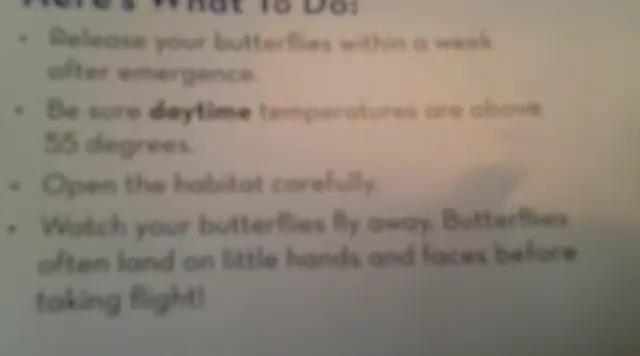 Here's What To Do:
• Release your butterflies within a week
after emergence.
• Be sure daytime temperatures are above
55 degrees.
• Open the habitat carefully.
• Watch your butterflies fly away. Butterflies
often land on little hands and faces before
taking flight!